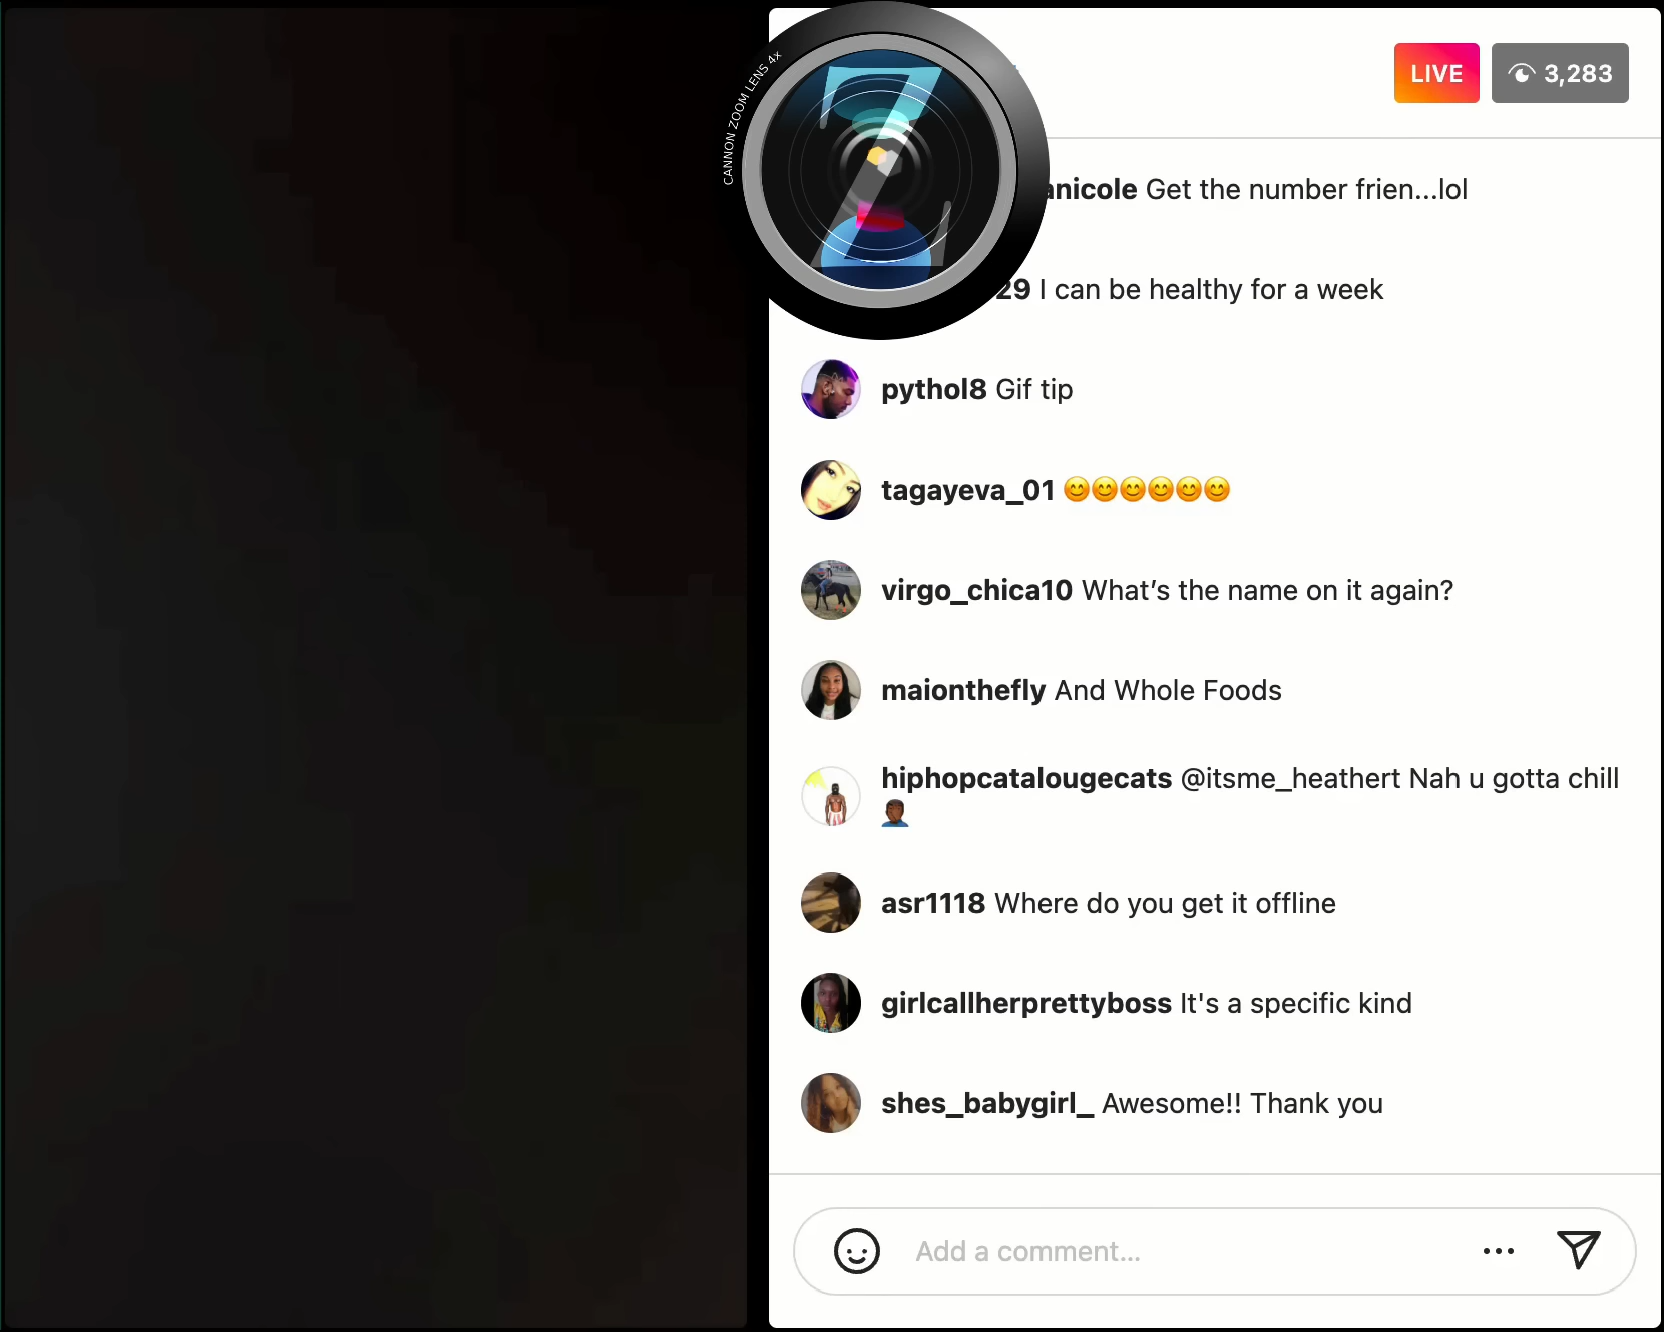 CANNON ZOOM LENS 4x
Z
LIVE
3,283
anicole Get the number frien...lol
29 I can be healthy for a week
pythol8 Gif tip
tagayeva_01 😊😊😊😊😊😊
virgo_chica10 What’s the name on it again?
maionthefly And Whole Foods
hiphopcatalougecats @itsme_heathert Nah u gotta chill
🤦🏾‍♂️
asr1118 Where do you get it offline
girlcallherprettyboss It's a specific kind
shes_babygirl_ Awesome!! Thank you
Add a comment...